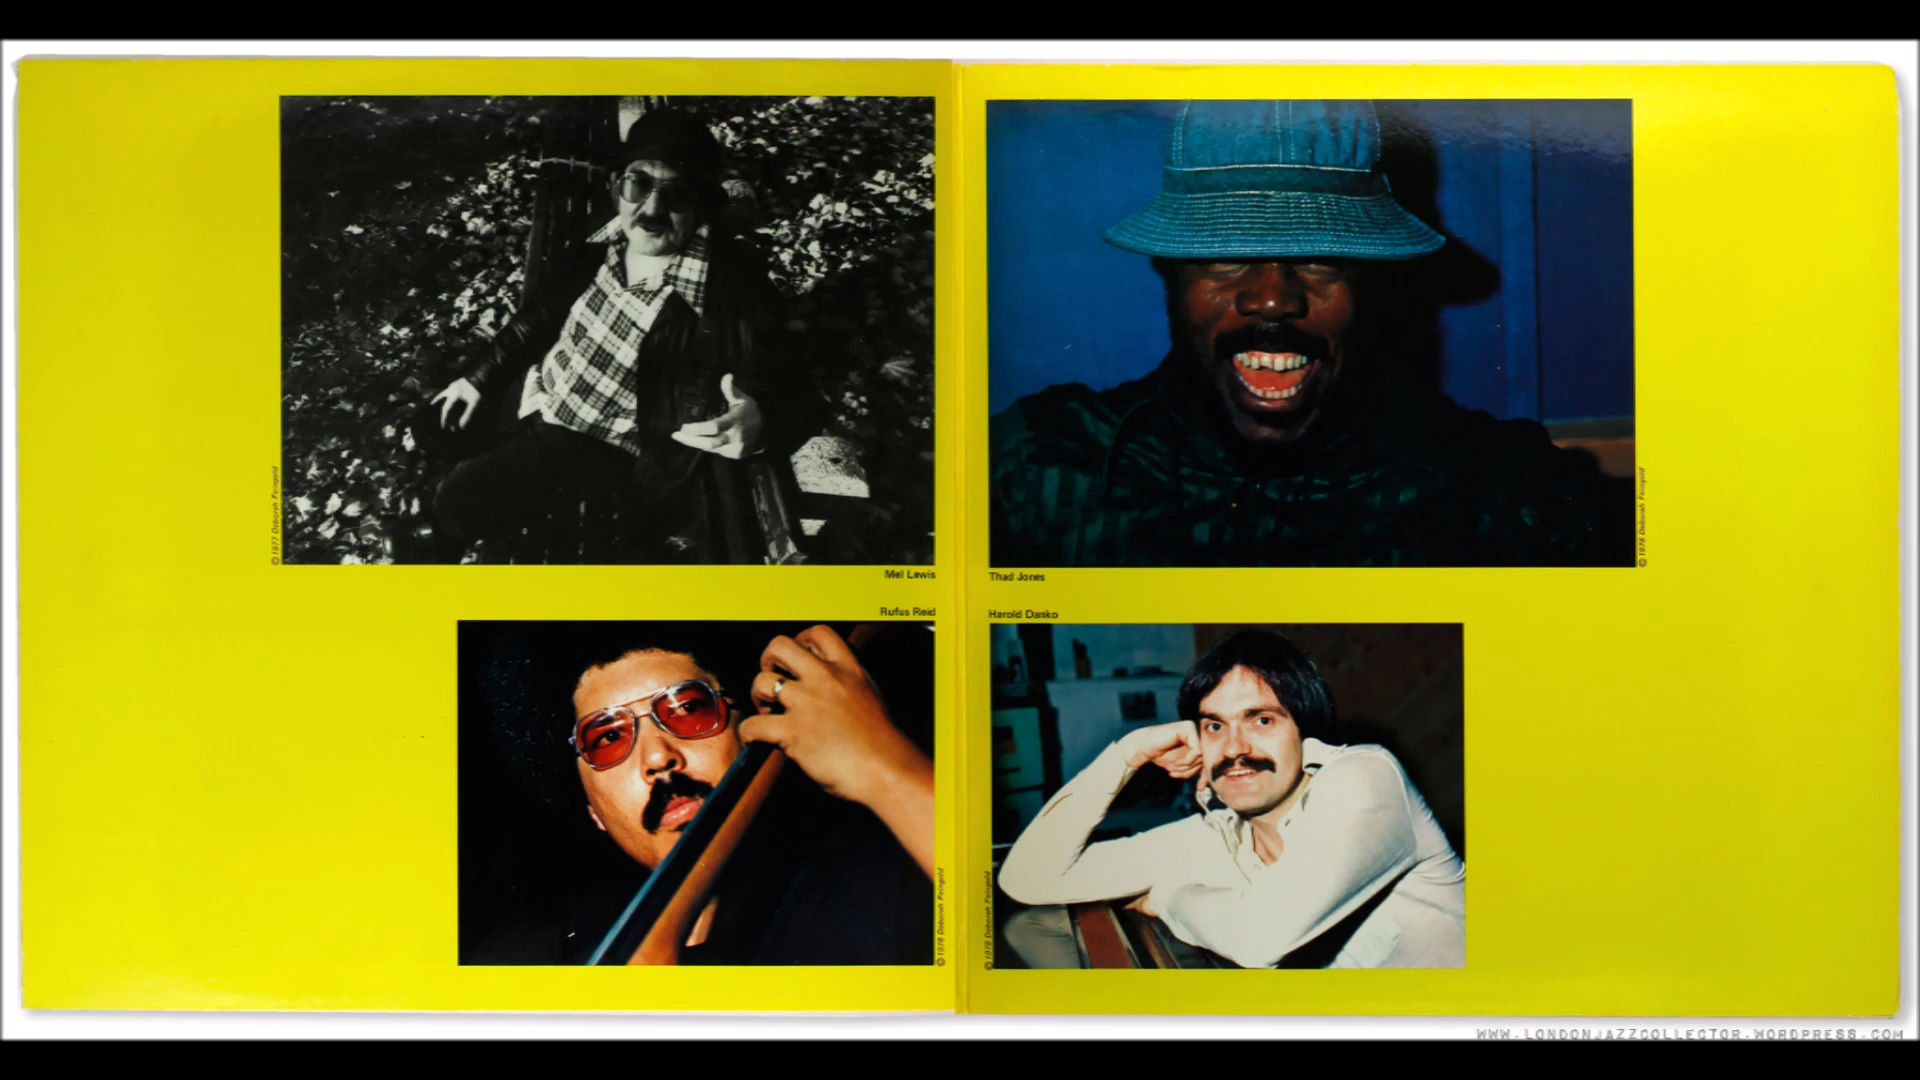 © 1977 Deborah Feingold
Mel Lewis
Thad Jones
© 1978 Deborah Feingold
Rufus Reid
Harold Danko
© 1978 Deborah Feingold
© 1978 Deborah Feingold
WWW.LONDONJAZZCOLLECTOR.WORDPRESS.COM